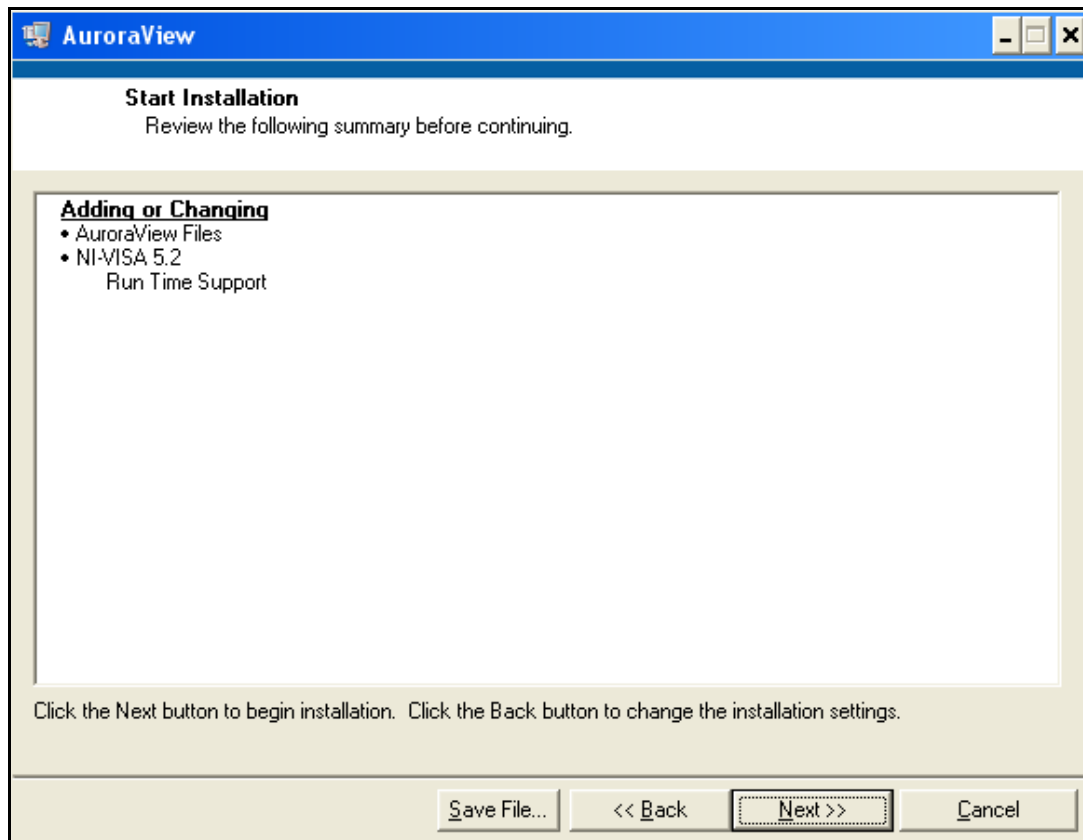 AuroraView
Start Installation
Review the following summary before continuing.
Adding or Changing
• AuroraView Files
• NI-VISA 5.2
Run Time Support
Click the Next button to begin installation.  Click the Back button to change the installation settings.
Save File... << Back Next >> Cancel